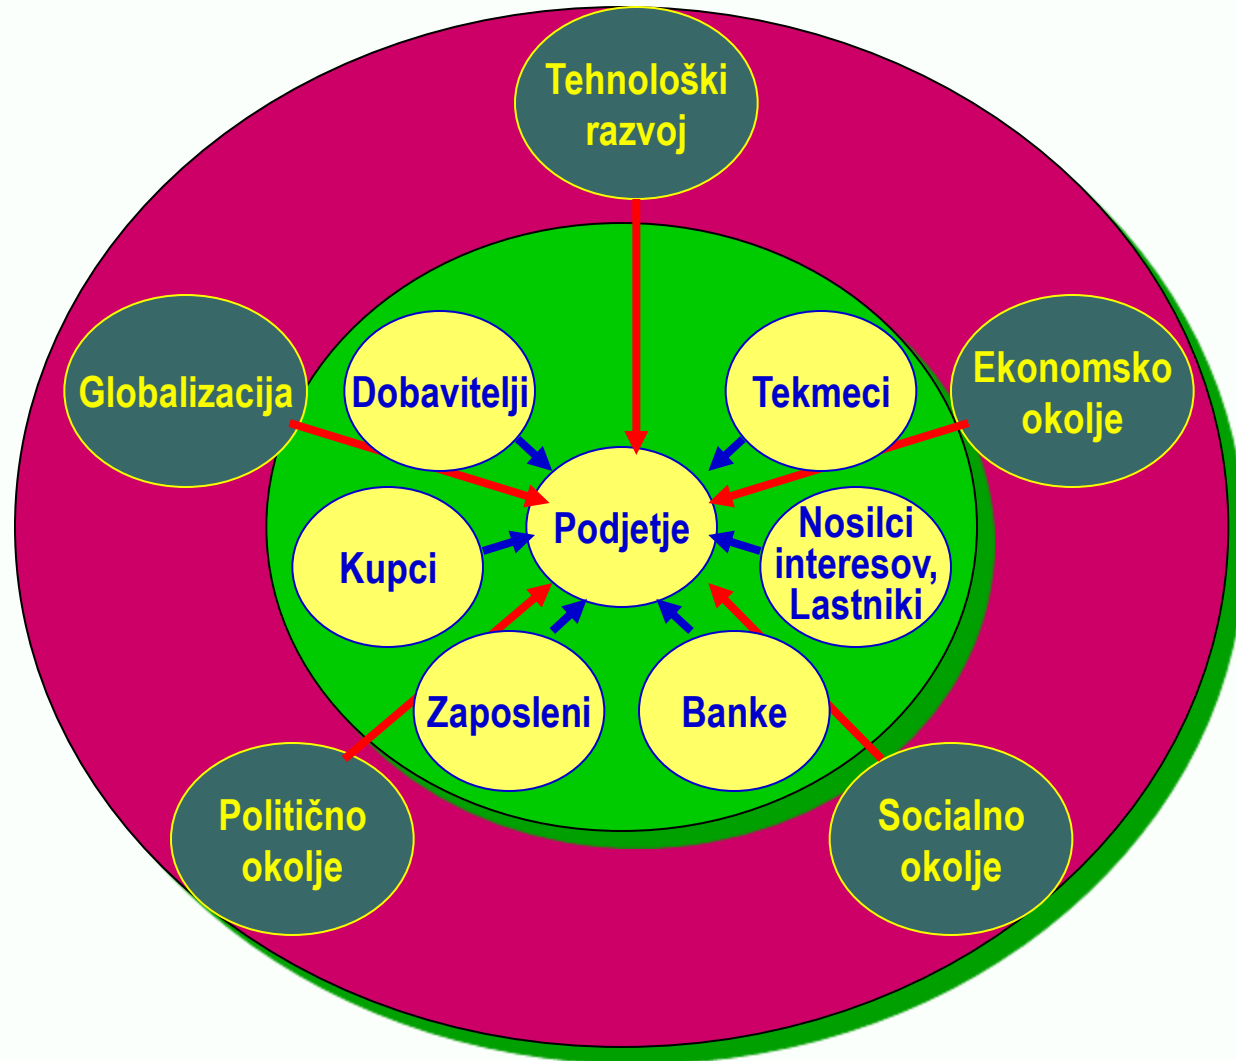 Tehnološki
razvoj
Globalizacija
Dobavitelji
Tekmeci
Ekonomsko
okolje
Kupci
Podjetje
Nosilci
interesov,
Lastniki
Zaposleni
Banke
Politično
okolje
Socialno
okolje